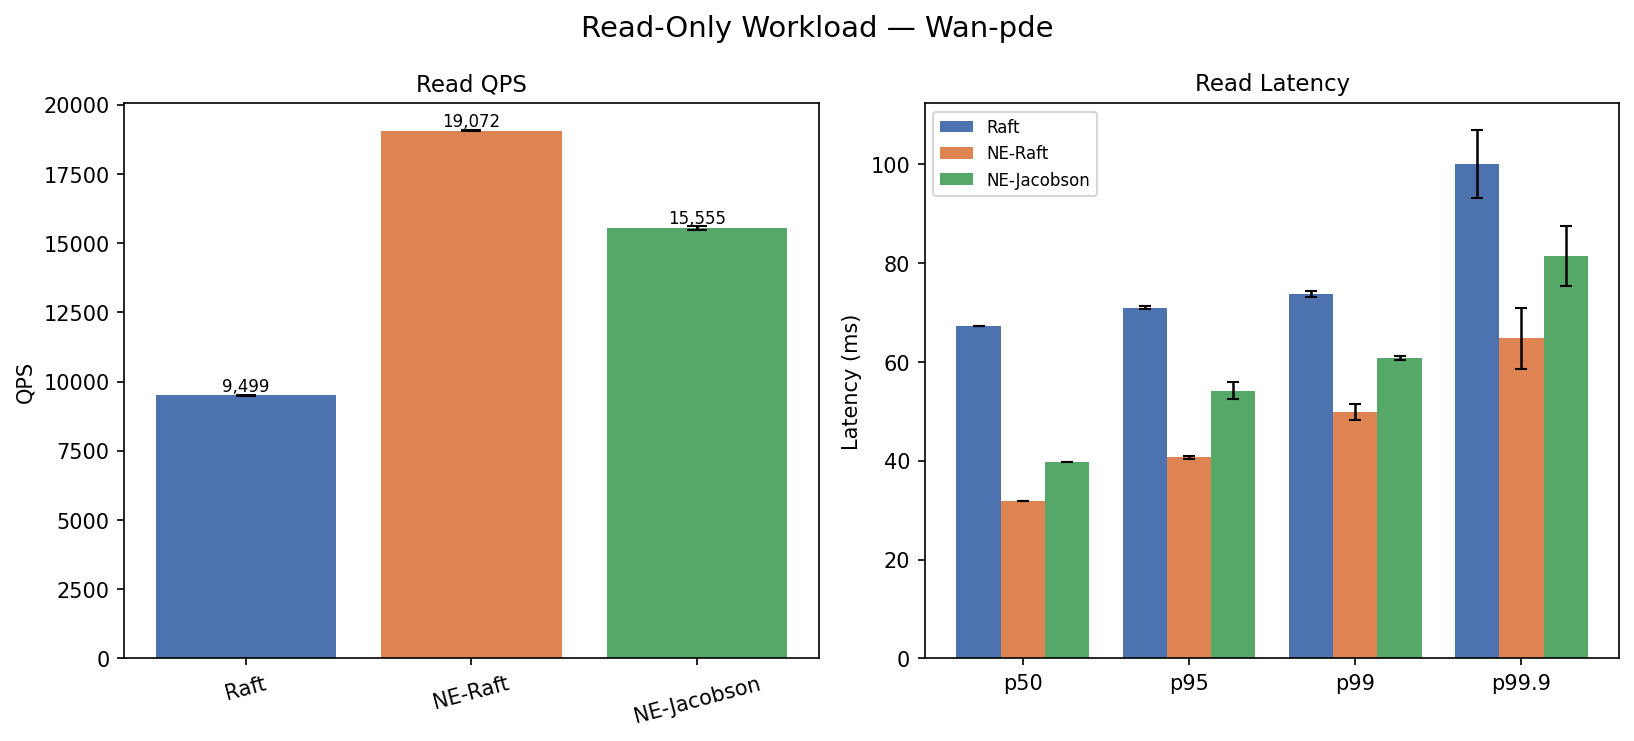 Read-Only Workload — Wan-pde
Read QPS
QPS
20000
17500
15000
12500
10000
7500
5000
2500
0
9,499
19,072
15,555
Raft
NE-Raft
NE-Jacobson
Read Latency
Latency (ms)
100
80
60
40
20
0
Raft
NE-Raft
NE-Jacobson
p50
p95
p99
p99.9